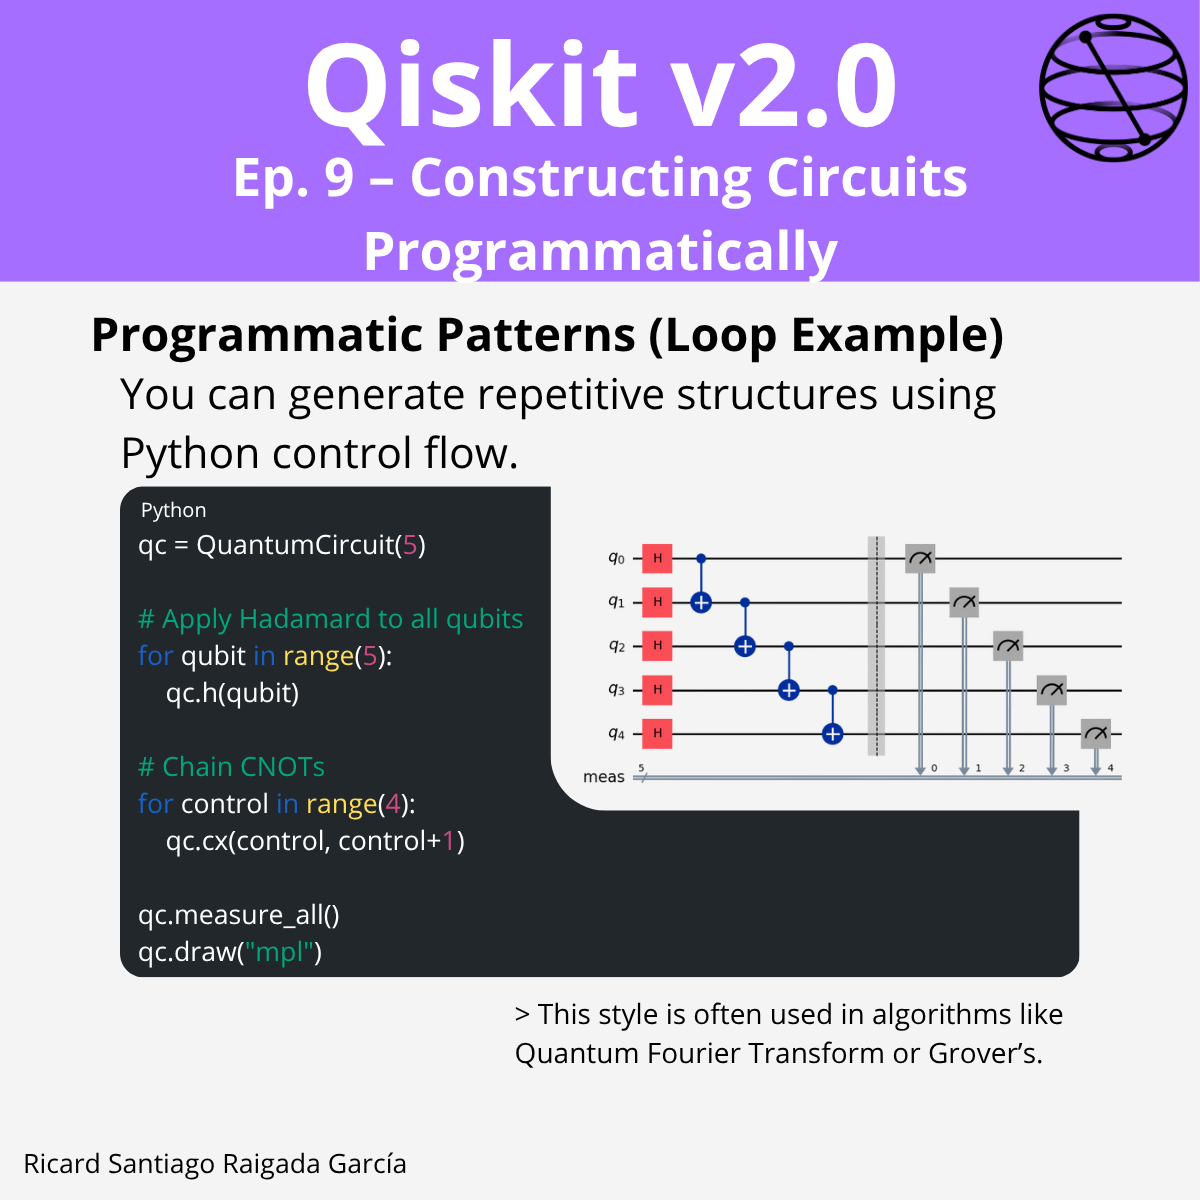 Qiskit v2.0
Ep. 9 – Constructing Circuits
Programmatically
Programmatic Patterns (Loop Example)
You can generate repetitive structures using
Python control flow.
Python
qc = QuantumCircuit(5)
# Apply Hadamard to all qubits
for qubit in range(5):
    qc.h(qubit)
# Chain CNOTs
for control in range(4):
    qc.cx(control, control+1)
qc.measure_all()
qc.draw("mpl")
q0 H
q1 H
q2 H
q3 H
q4 H
meas 5 0 1 2 3 4
> This style is often used in algorithms like
Quantum Fourier Transform or Grover’s.
Ricard Santiago Raigada García